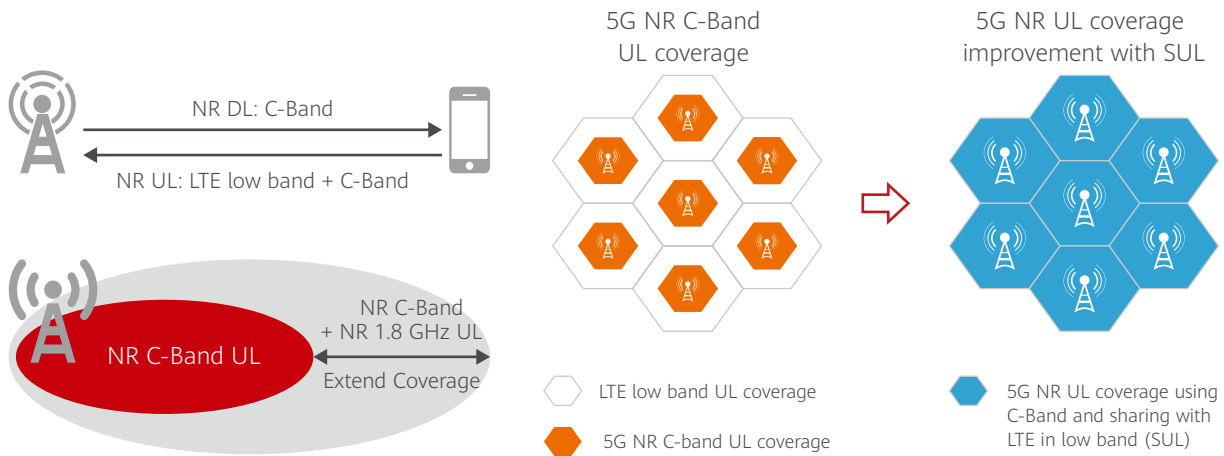 NR DL: C-Band
NR UL: LTE low band + C-Band
NR C-Band UL
NR C-Band
+ NR 1.8 GHz UL
Extend Coverage
5G NR C-Band
UL coverage
LTE low band UL coverage
5G NR C-band UL coverage
5G NR UL coverage
improvement with SUL
5G NR UL coverage using
C-Band and sharing with
LTE in low band (SUL)